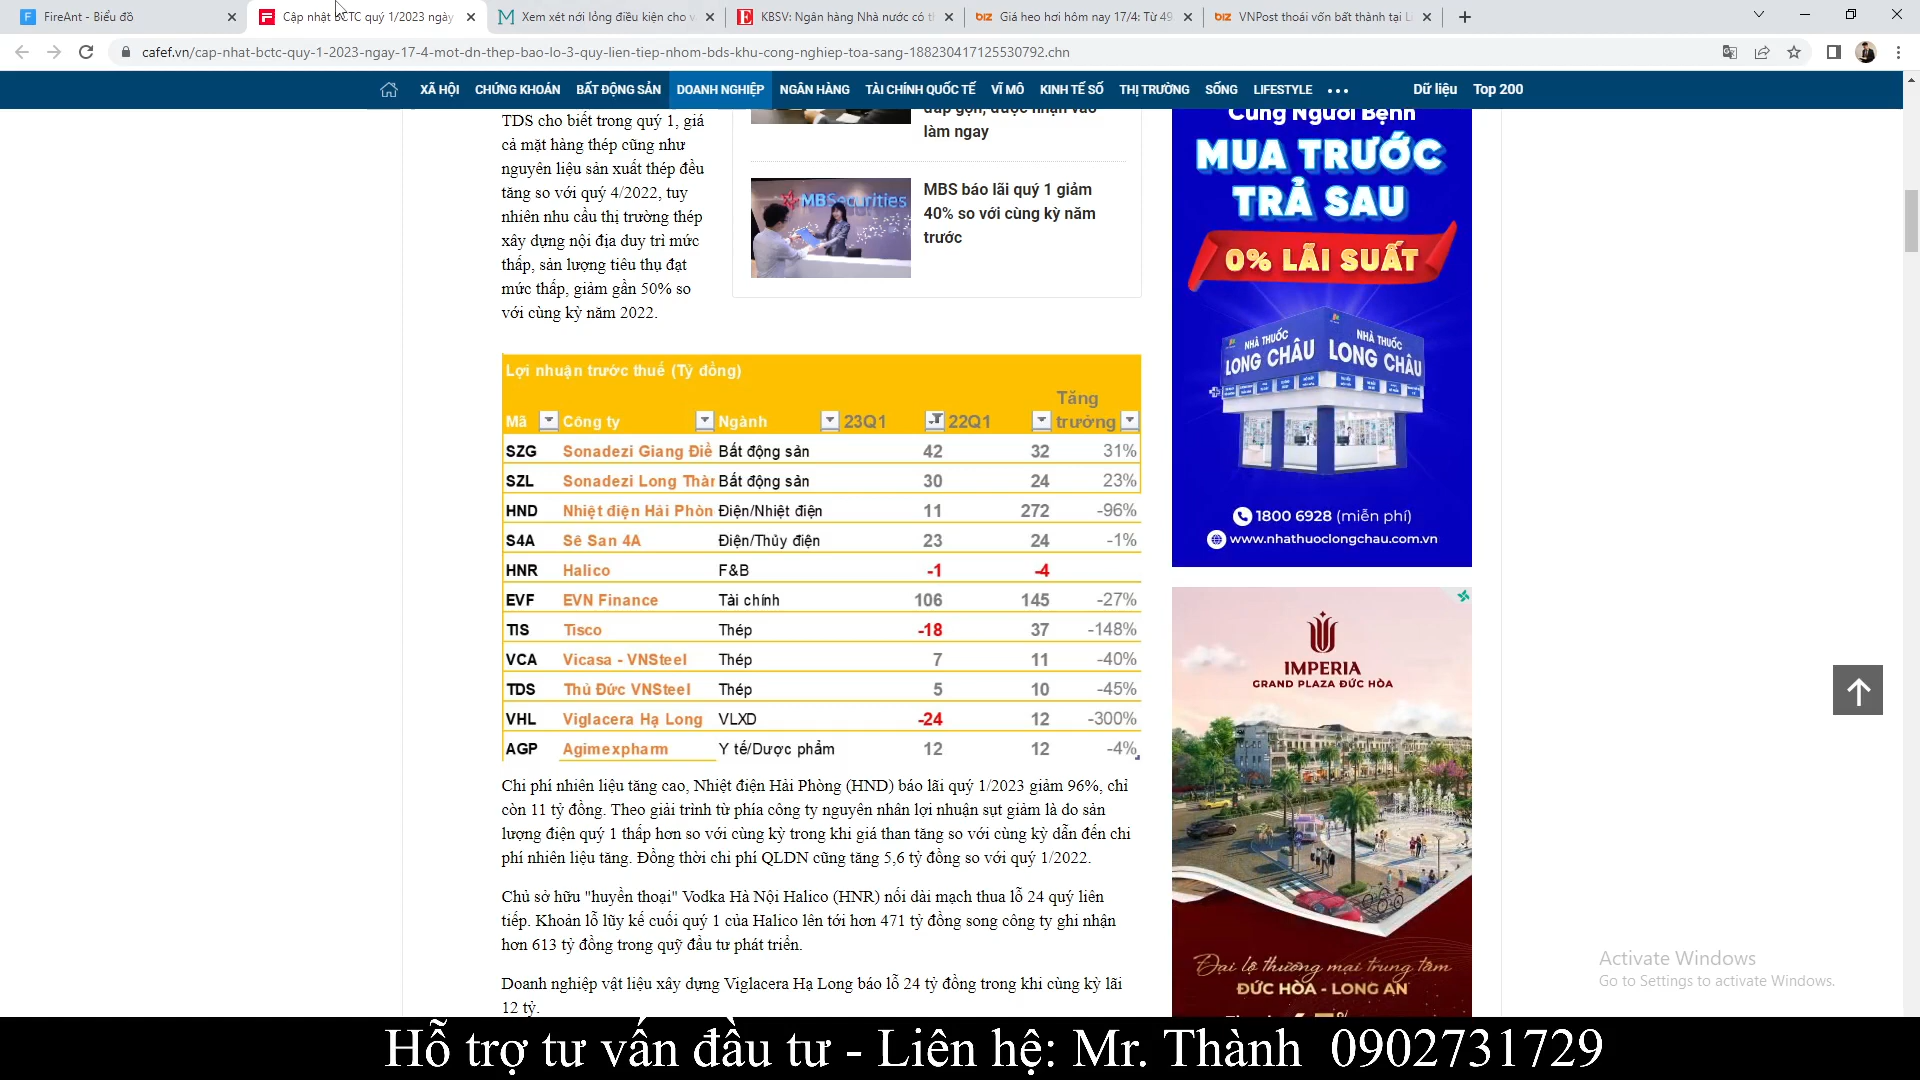 FireAnt - Biểu đồ
Cập nhật BCTC quý 1/2023 ngày
Xem xét nới lỏng điều kiện cho v
KBSV: Ngân hàng Nhà nước có ti
Giá heo hơi hôm nay 17/4: Từ 49
VNPost thoái vốn bất thành tại L
cafef.vn/cap-nhat-bctc-quy-1-2023-ngay-17-4-mot-dn-thep-bao-lo-3-quy-lien-tiep-nhom-bds-khu-cong-nghiep-toa-sang-188230417125530792.chn
XÃ HỘI CHỨNG KHOÁN BẤT ĐỘNG SẢN DOANH NGHIỆP NGÂN HÀNG TÀI CHÍNH QUỐC TẾ VĨ MÔ KINH TẾ SỐ THỊ TRƯỜNG SỐNG LIFESTYLE Dữ liệu Top 200
TDS cho biết trong quý 1, giá
cả mặt hàng thép cũng như
nguyên liệu sản xuất thép đều
tăng so với quý 4/2022, tuy
nhiên nhu cầu thị trường thép
xây dựng nội địa duy trì mức
thấp, sản lượng tiêu thụ đạt
mức thấp, giảm gần 50% so
với cùng kỳ năm 2022.
làm ngay
MBSecurities
MBS báo lãi quý 1 giảm
40% so với cùng kỳ năm
trước
Lợi nhuận trước thuế (Tỷ đồng)
Mã Công ty Ngành 23Q1 22Q1 Tăng trưởng
SZG Sonadezi Giang Điề Bất động sản 42 32 31%
SZL Sonadezi Long Thàn Bất động sản 30 24 23%
HND Nhiệt điện Hải Phòn Điện/Nhiệt điện 11 272 -96%
S4A Sê San 4A Điện/Thủy điện 23 24 -1%
HNR Halico F&B -1 -4
EVF EVN Finance Tài chính 106 145 -27%
TIS Tisco Thép -18 37 -148%
VCA Vicasa - VNSteel Thép 7 11 -40%
TDS Thủ Đức VNSteel Thép 5 10 -45%
VHL Viglacera Hạ Long VLXD -24 12 -300%
AGP Agimexpharm Y tế/Dược phẩm 12 12 -4%
Chi phí nhiên liệu tăng cao, Nhiệt điện Hải Phòng (HND) báo lãi quý 1/2023 giảm 96%, chỉ
còn 11 tỷ đồng. Theo giải trình từ phía công ty nguyên nhân lợi nhuận sụt giảm là do sản
lượng điện quý 1 thấp hơn so với cùng kỳ trong khi giá than tăng so với cùng kỳ dẫn đến chi
phí nhiên liệu tăng. Đồng thời chi phí QLDN cũng tăng 5,6 tỷ đồng so với quý 1/2022.
Chủ sở hữu "huyền thoại" Vodka Hà Nội Halico (HNR) nối dài mạch thua lỗ 24 quý liên
tiếp. Khoản lỗ lũy kế cuối quý 1 của Halico lên tới hơn 471 tỷ đồng song công ty ghi nhận
hơn 613 tỷ đồng trong quỹ đầu tư phát triển.
Doanh nghiệp vật liệu xây dựng Viglacera Hạ Long báo lỗ 24 tỷ đồng trong khi cùng kỳ lãi
12 tỷ.
Cùng Người Bệnh
MUA TRƯỚC
TRẢ SAU
0% LÃI SUẤT
NHÀ THUỐC
LONG CHÂU
NHÀ THUỐC
LONG CHÂU
1800 6928 (miễn phí)
www.nhathuoclongchau.com.vn
IMPERIA
GRAND PLAZA ĐỨC HÒA
Đại lộ thương mại trung tâm
ĐỨC HÒA - LONG AN
Activate Windows
Go to Settings to activate Windows.
Hỗ trợ tư vấn đầu tư - Liên hệ: Mr. Thành 0902731729